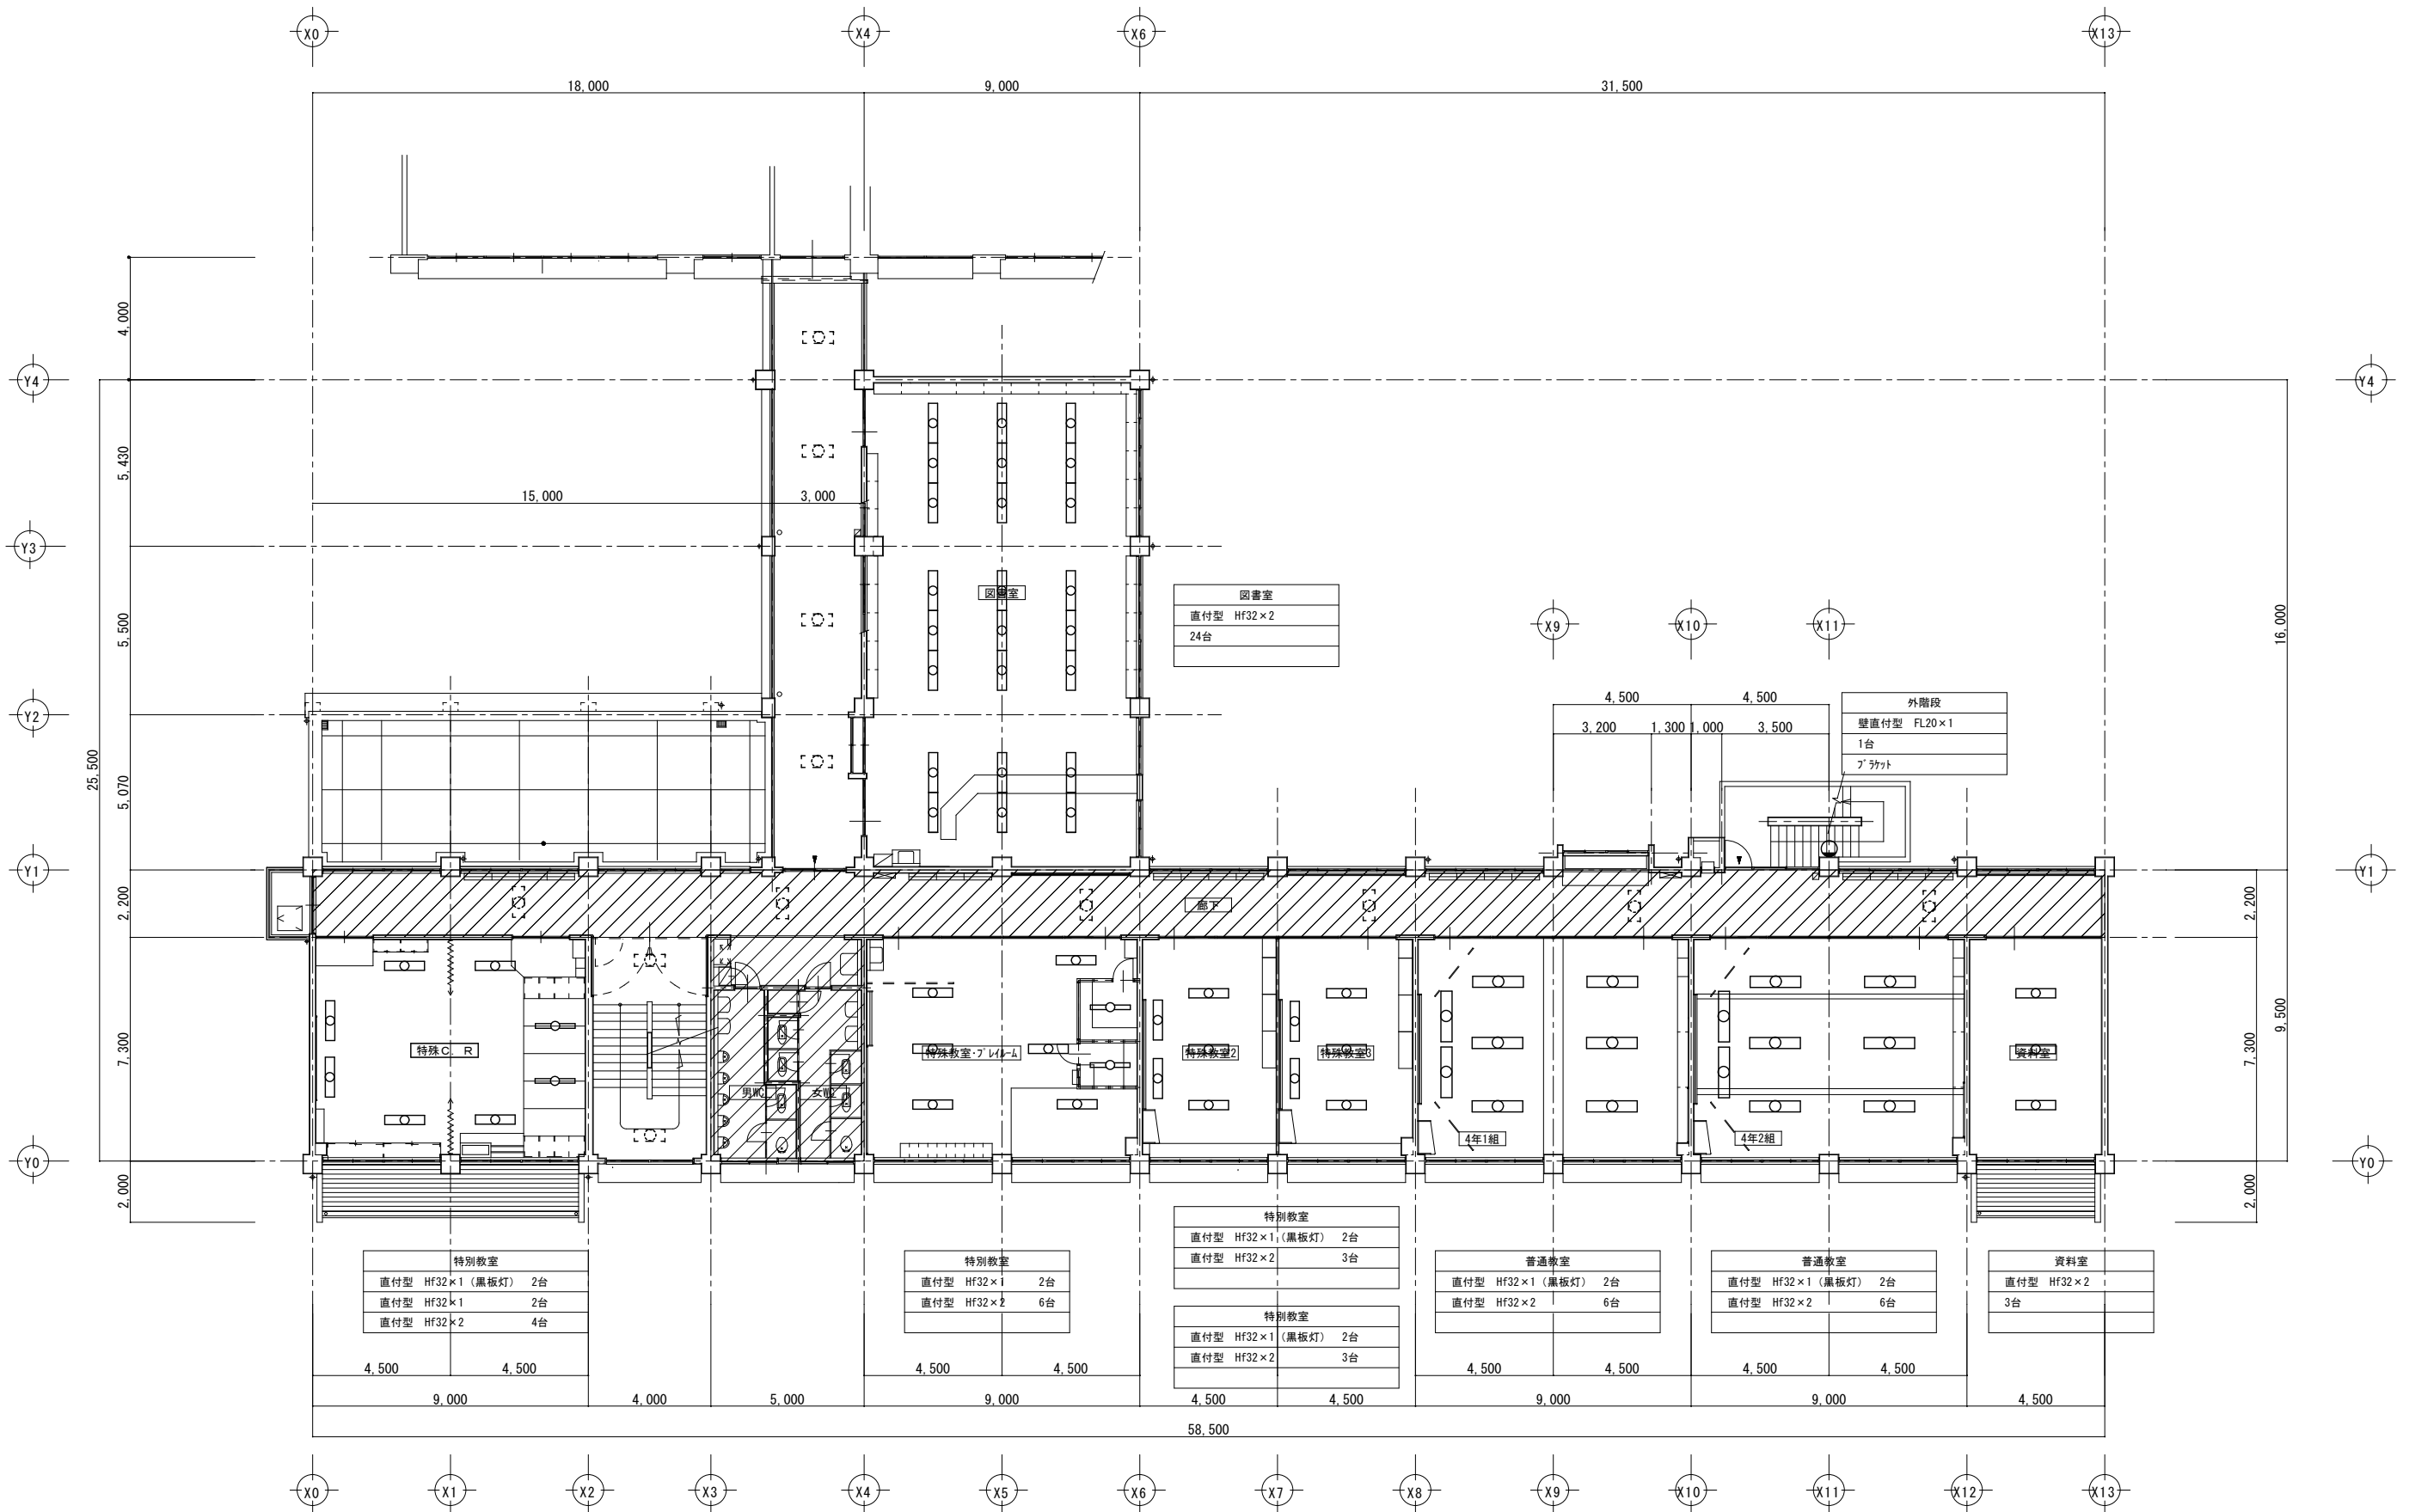 X0
X4
X6
X13
18,000
9,000
31,500
4,000
Y4
Y4
5,430
15,000
3,000
Y3
図書室
図書室
直付型 Hf32×2
24台
X9
X10
X11
5,500
16,000
4,500
4,500
外階段
壁直付型 FL20×1
1台
ブラケット
3,200
1,300
1,000
3,500
Y2
25,500
5,070
Y1
Y1
2,200
廊下
2,200
特殊C.R
男WC
女WC
特殊教室・プレイルーム
特殊教室2
特殊教室3
資料室
7,300
7,300
9,500
4年1組
4年2組
Y0
Y0
2,000
2,000
特別教室
直付型 Hf32×1(黒板灯) 2台
直付型 Hf32×1 2台
直付型 Hf32×2 4台
特別教室
直付型 Hf32×1 2台
直付型 Hf32×2 6台
特別教室
直付型 Hf32×1(黒板灯) 2台
直付型 Hf32×2 3台
特別教室
直付型 Hf32×1(黒板灯) 2台
直付型 Hf32×2 3台
普通教室
直付型 Hf32×1(黒板灯) 2台
直付型 Hf32×2 6台
普通教室
直付型 Hf32×1(黒板灯) 2台
直付型 Hf32×2 6台
資料室
直付型 Hf32×2
3台
4,500
4,500
4,500
4,500
4,500
4,500
4,500
4,500
9,000
4,000
5,000
9,000
4,500
4,500
9,000
9,000
4,500
58,500
X0
X1
X2
X3
X4
X5
X6
X7
X8
X9
X10
X11
X12
X13